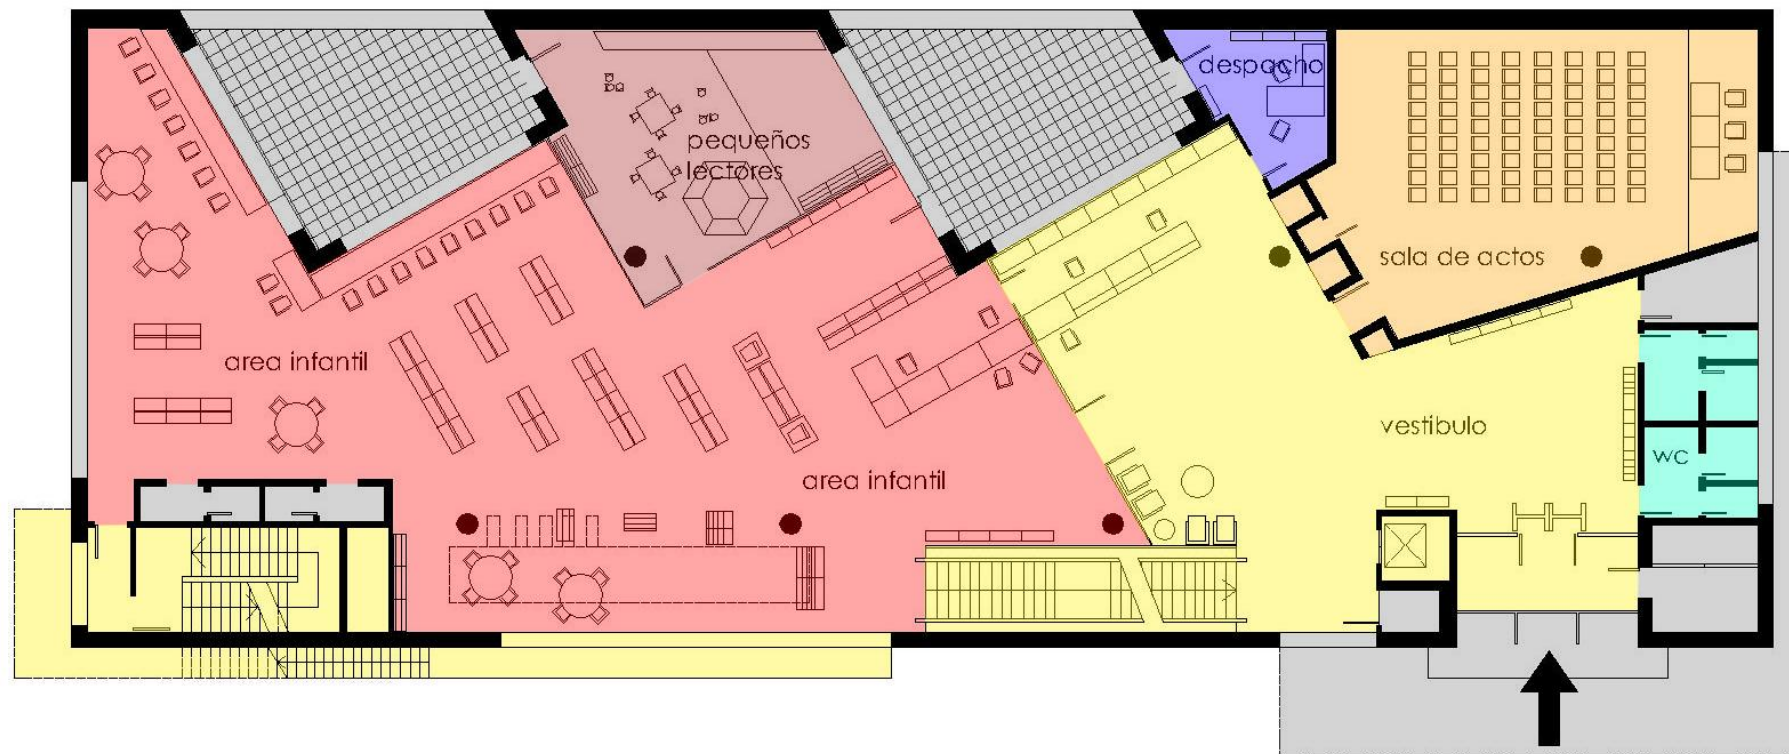 despacho
pequeños
lectores
sala de actos
area infantil
vestibulo
wc
area infantil